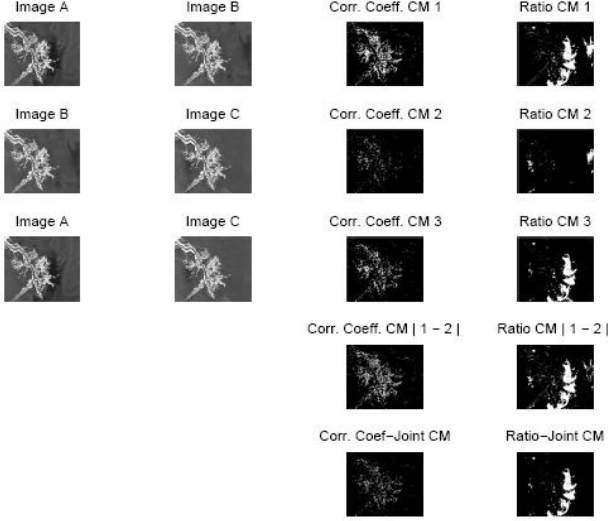 Image A Image B Corr. Coeff. CM 1 Ratio CM 1
Image B Image C Corr. Coeff. CM 2 Ratio CM 2
Image A Image C Corr. Coeff. CM 3 Ratio CM 3
Corr. Coeff. CM | 1 − 2 | Ratio CM | 1 − 2 |
Corr. Coef−Joint CM Ratio−Joint CM